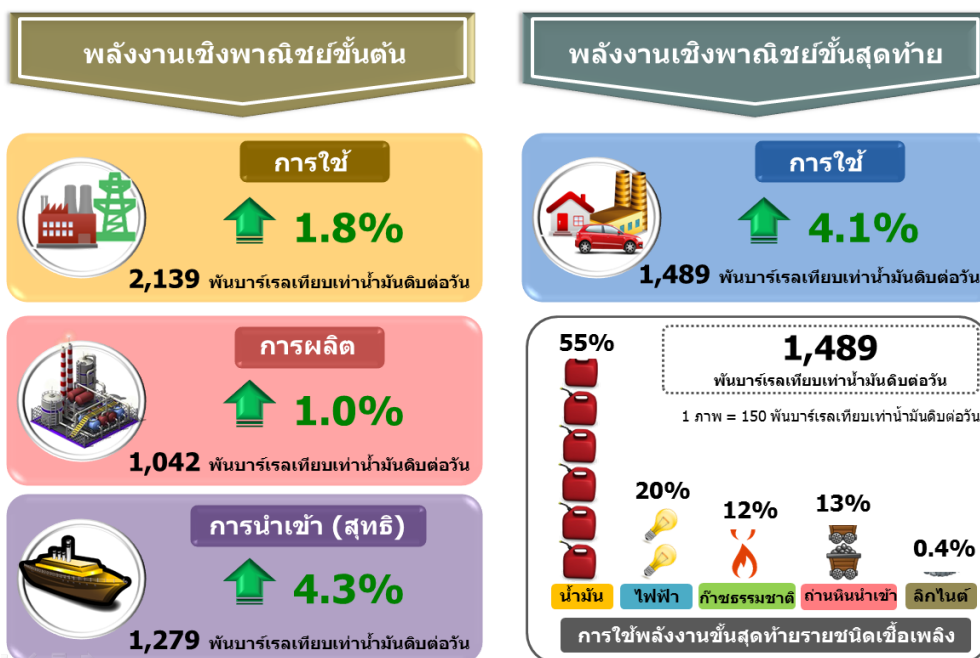 พลังงานเชิงพาณิชย์ขั้นต้น
การใช้
1.8%
2,139 พันบาร์เรลเทียบเท่าน้ำมันดิบต่อวัน
การผลิต
1.0%
1,042 พันบาร์เรลเทียบเท่าน้ำมันดิบต่อวัน
การนำเข้า (สุทธิ)
4.3%
1,279 พันบาร์เรลเทียบเท่าน้ำมันดิบต่อวัน
พลังงานเชิงพาณิชย์ขั้นสุดท้าย
การใช้
4.1%
1,489 พันบาร์เรลเทียบเท่าน้ำมันดิบต่อวัน
1,489
พันบาร์เรลเทียบเท่าน้ำมันดิบต่อวัน
1 ภาพ = 150 พันบาร์เรลเทียบเท่าน้ำมันดิบต่อวัน
55% 20% 12% 13% 0.4%
น้ำมัน ไฟฟ้า ก๊าซธรรมชาติ ถ่านหินนำเข้า ลิกไนต์
การใช้พลังงานขั้นสุดท้ายรายชนิดเชื้อเพลิง